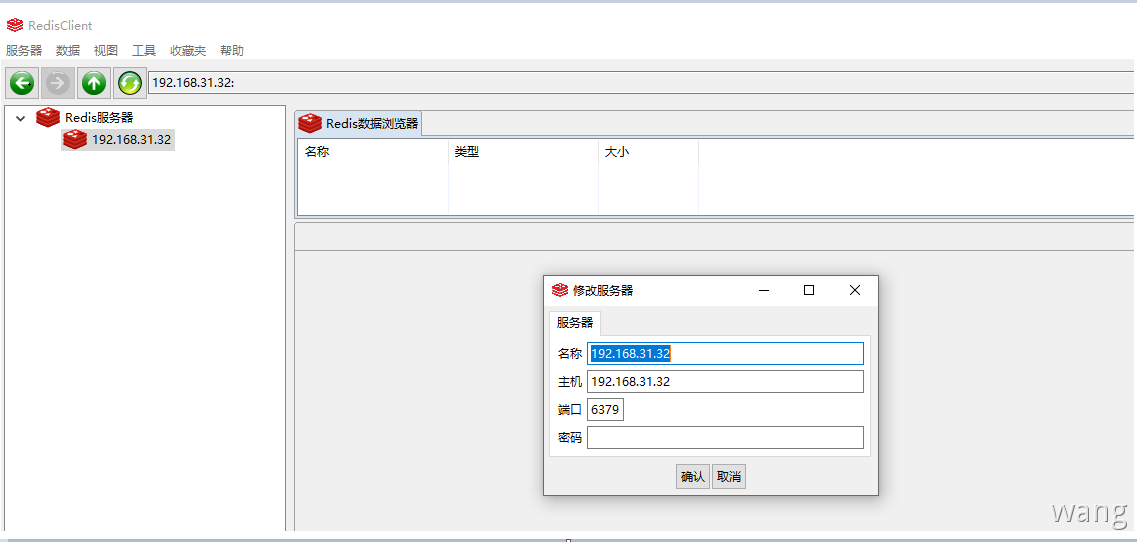 RedisClient
服务器 数据 视图 工具 收藏夹 帮助
192.168.31.32:
Redis服务器
192.168.31.32
Redis数据浏览器
名称 类型 大小
修改服务器
服务器
名称 192.168.31.32
主机 192.168.31.32
端口 6379
密码
确认 取消
wang